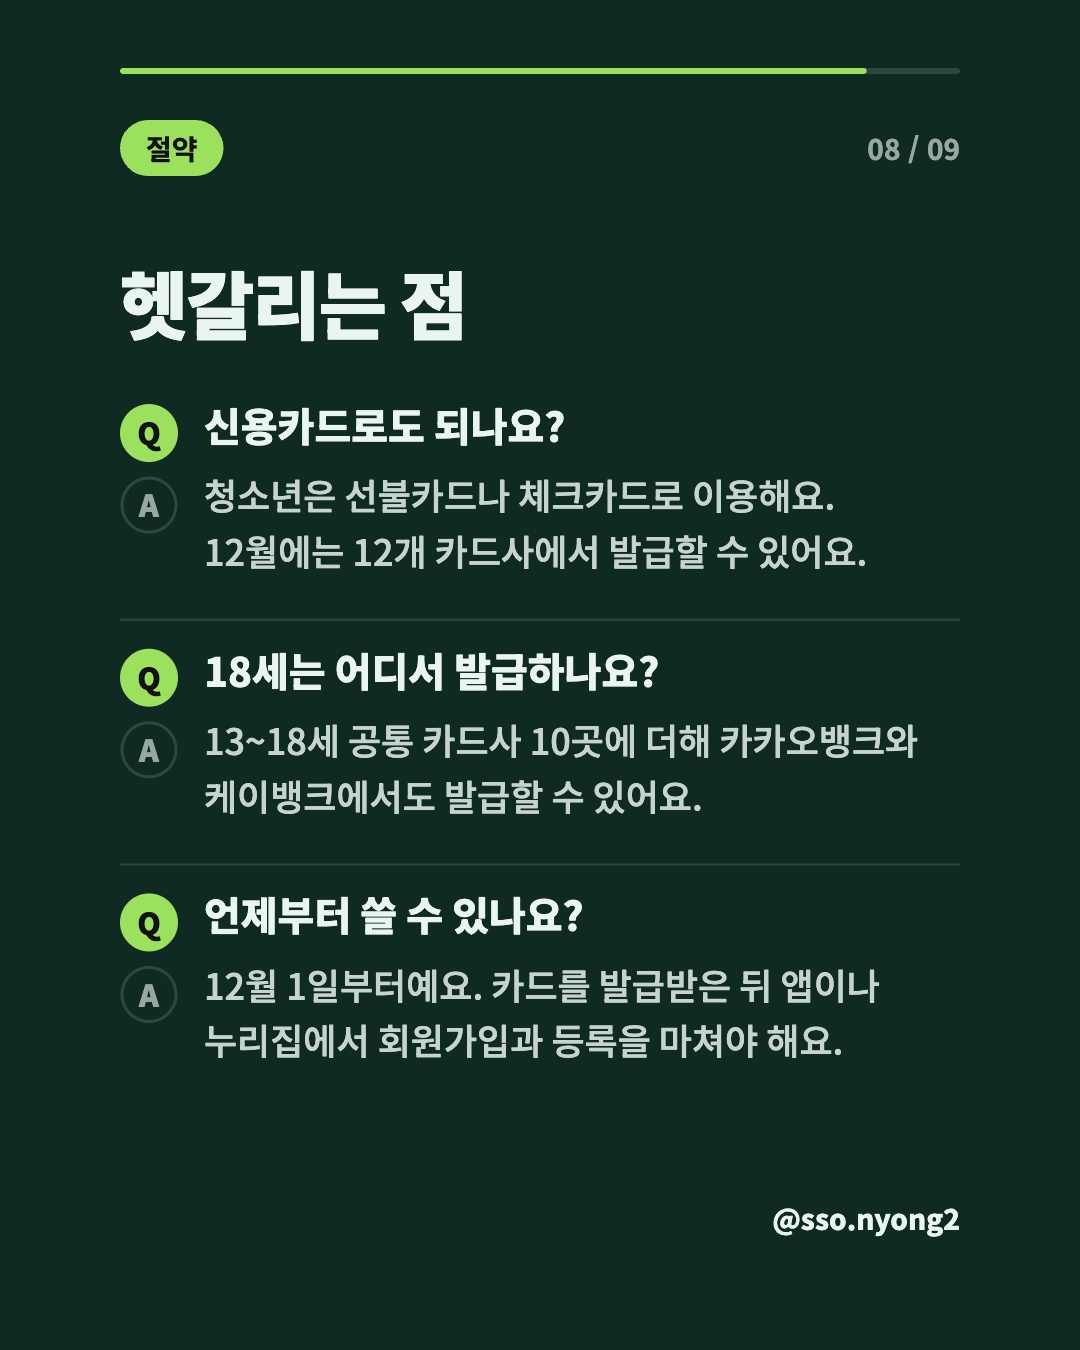 절약
08 / 09
헷갈리는 점
Q 신용카드로도 되나요?
A 청소년은 선불카드나 체크카드로 이용해요.
12월에는 12개 카드사에서 발급할 수 있어요.
Q 18세는 어디서 발급하나요?
A 13~18세 공통 카드사 10곳에 더해 카카오뱅크와
케이뱅크에서도 발급할 수 있어요.
Q 언제부터 쓸 수 있나요?
A 12월 1일부터예요. 카드를 발급받은 뒤 앱이나
누리집에서 회원가입과 등록을 마쳐야 해요.
@sso.nyong2